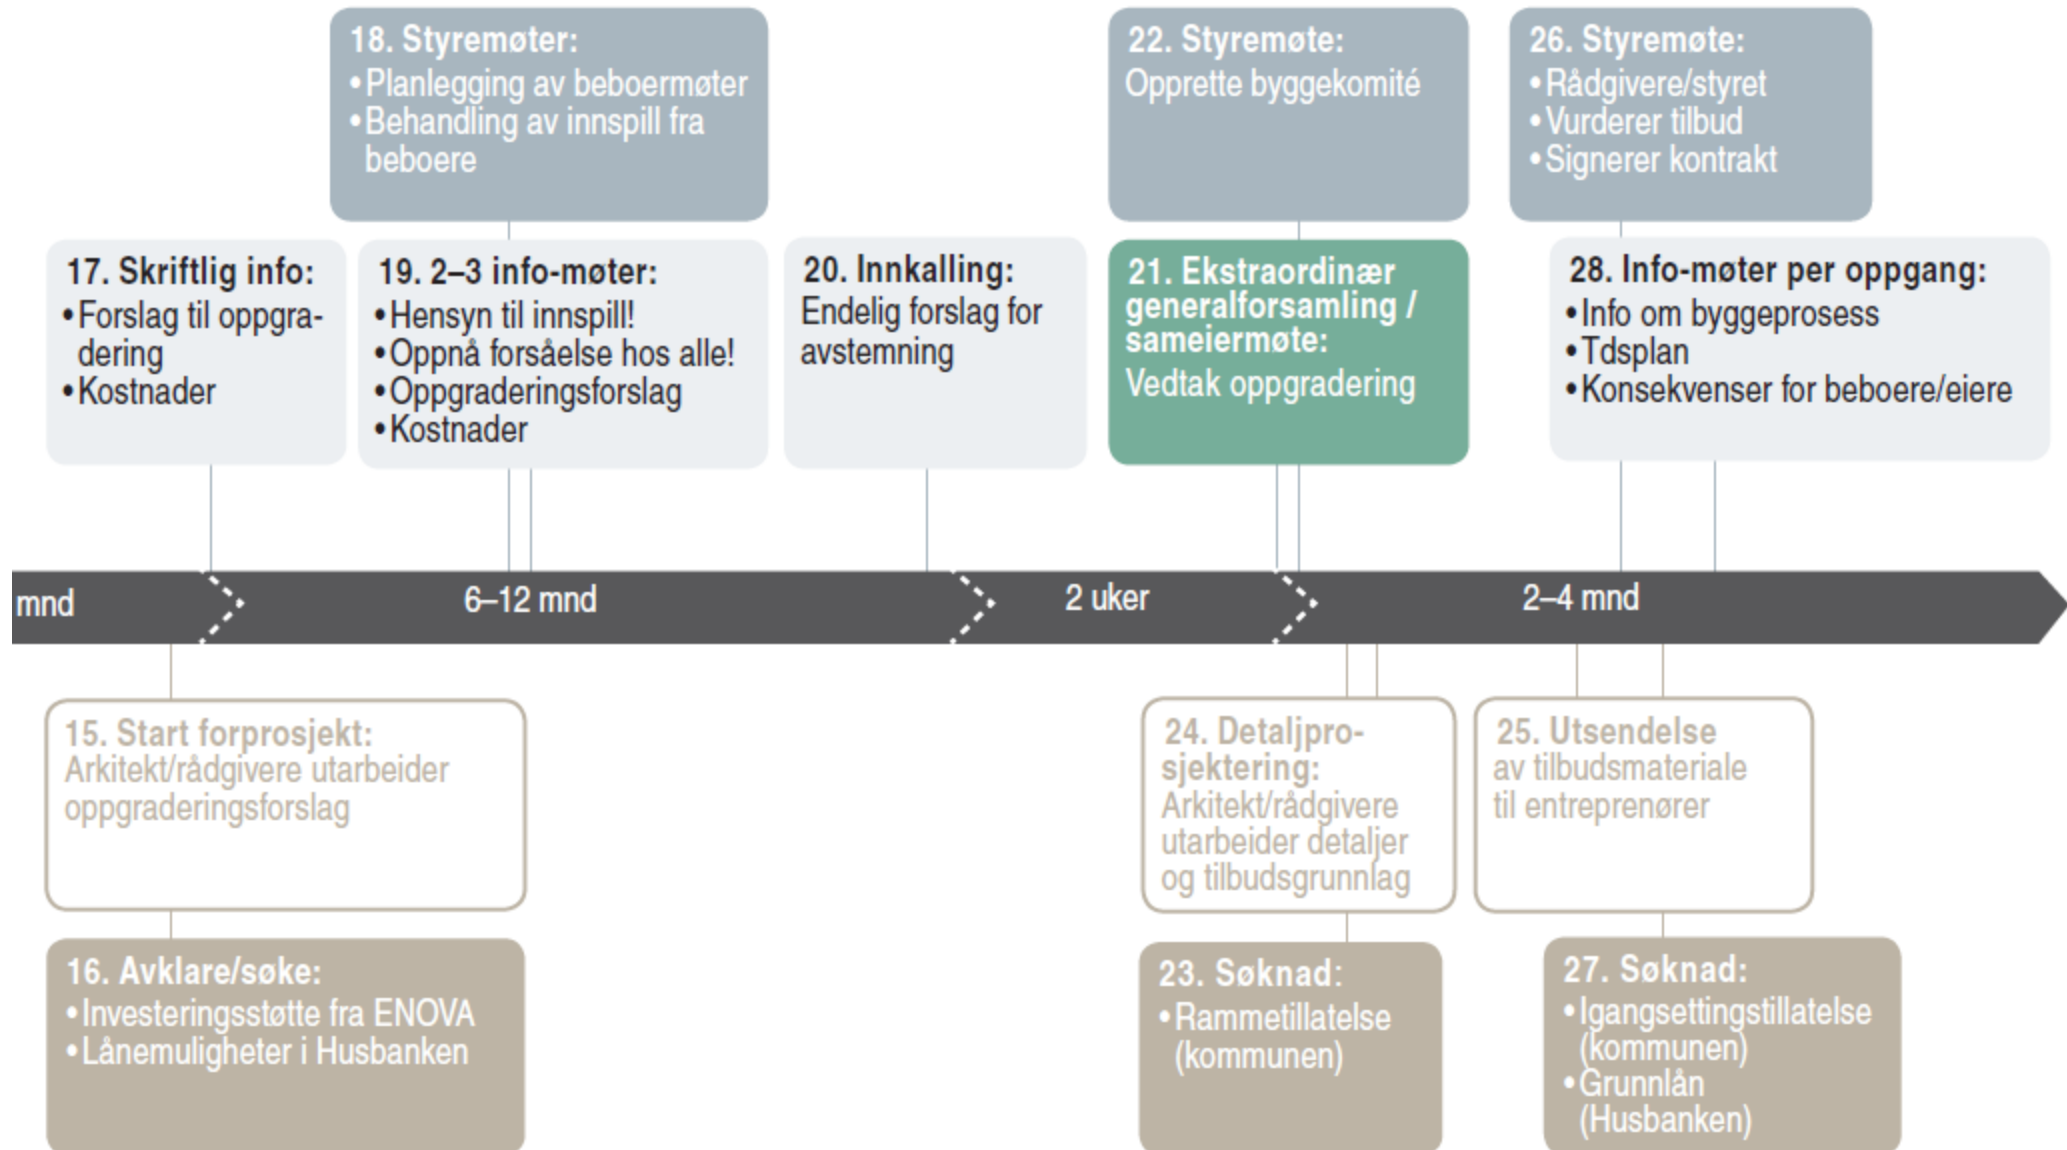 18. Styremøter:
•Planlegging av beboermøter
•Behandling av innspill fra
beboere
22. Styremøte:
Opprette byggekomité
26. Styremøte:
•Rådgivere/styret
•Vurderer tilbud
•Signerer kontrakt
17. Skriftlig info:
•Forslag til oppgra-
dering
•Kostnader
19. 2–3 info-møter:
•Hensyn til innspill!
•Oppnå forsåelse hos alle!
•Oppgraderingsforslag
•Kostnader
20. Innkalling:
Endelig forslag for
avstemning
21. Ekstraordinær
generalforsamling /
sameiermøte:
Vedtak oppgradering
28. Info-møter per oppgang:
•Info om byggeprosess
•Tdsplan
•Konsekvenser for beboere/eiere
mnd
6–12 mnd
2 uker
2–4 mnd
15. Start forprosjekt:
Arkitekt/rådgivere utarbeider
oppgraderingsforslag
24. Detaljpro-
sjektering:
Arkitekt/rådgivere
utarbeider detaljer
og tilbudsgrunnlag
25. Utsendelse
av tilbudsmateriale
til entreprenører
16. Avklare/søke:
•Investeringsstøtte fra ENOVA
•Lånemuligheter i Husbanken
23. Søknad:
•Rammetillatelse
(kommunen)
27. Søknad:
•Igangsettingstillatelse
(kommunen)
•Grunnlån
(Husbanken)